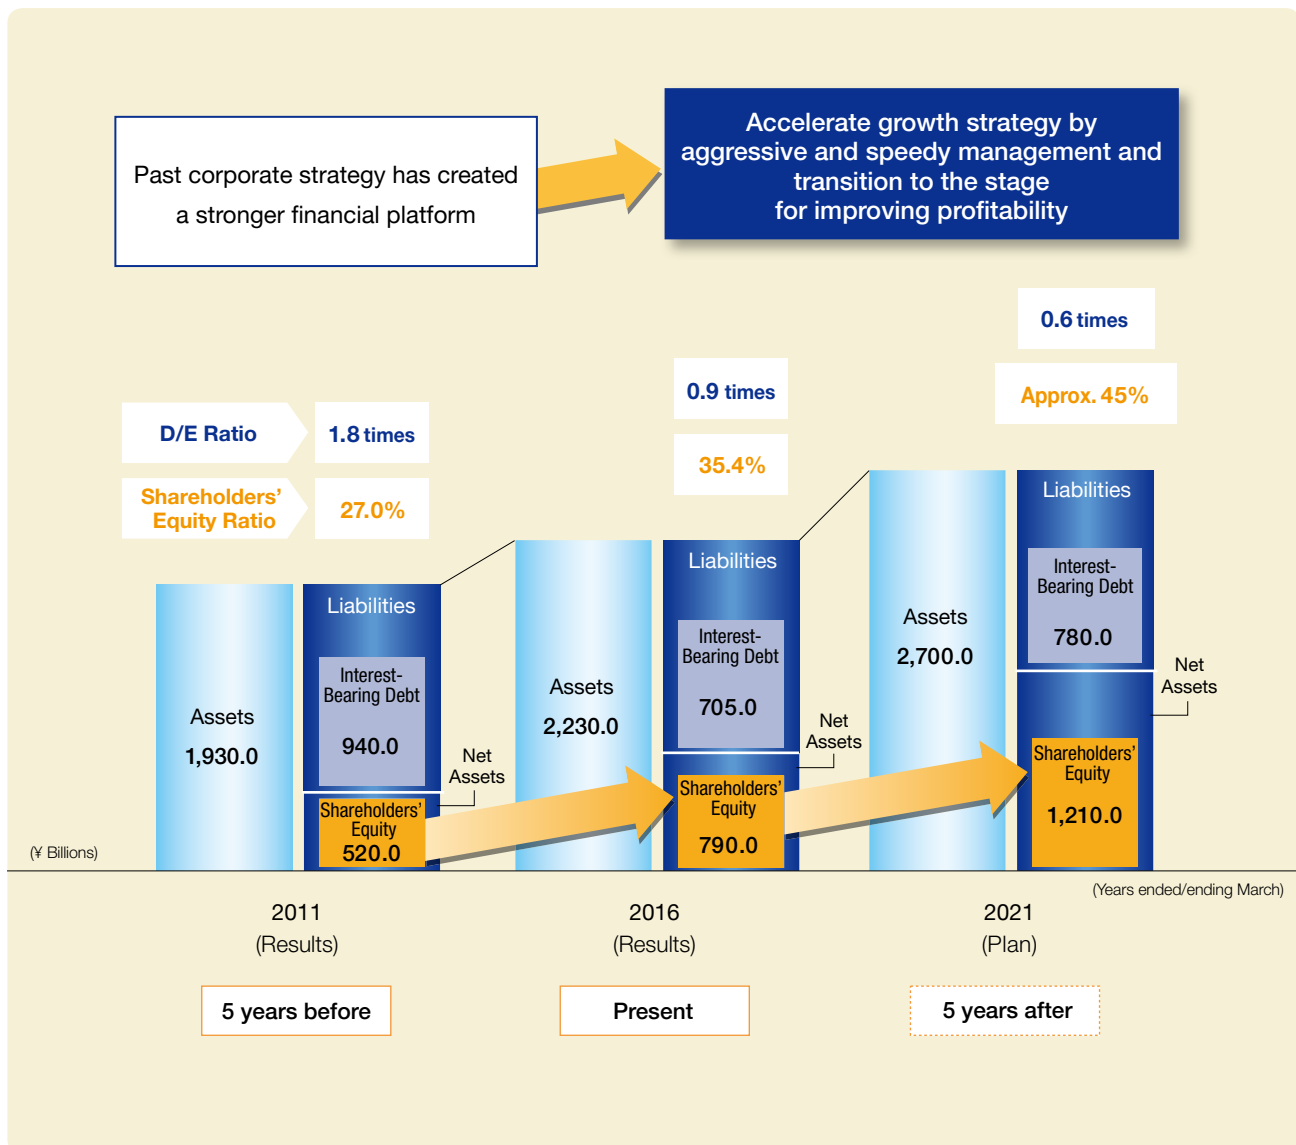 Past corporate strategy has created
a stronger financial platform
Accelerate growth strategy by
aggressive and speedy management and
transition to the stage
for improving profitability
D/E Ratio
1.8 times
Shareholders’
Equity Ratio
27.0%
0.9 times
35.4%
0.6 times
Approx. 45%
Assets
1,930.0
Liabilities
Interest-
Bearing Debt
940.0
Net
Assets
Shareholders’
Equity
520.0
Assets
2,230.0
Liabilities
Interest-
Bearing Debt
705.0
Net
Assets
Shareholders’
Equity
790.0
Assets
2,700.0
Liabilities
Interest-
Bearing Debt
780.0
Net
Assets
Shareholders’
Equity
1,210.0
(¥ Billions)
(Years ended/ending March)
2011
(Results)
2016
(Results)
2021
(Plan)
5 years before
Present
5 years after